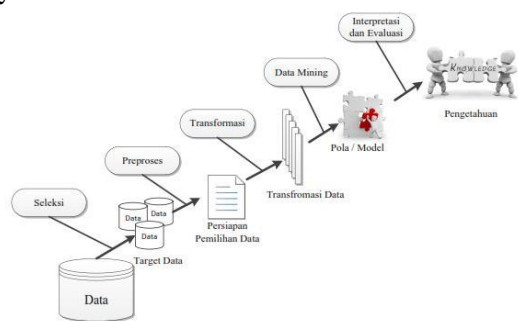 Interpretasi
dan Evaluasi
KNOWLEDGE
Pengetahuan
Data Mining
Pola / Model
Transformasi
Transfromasi Data
Preproses
Persiapan
Pemilihan Data
Seleksi
Data
Data
Data
Target Data
Data